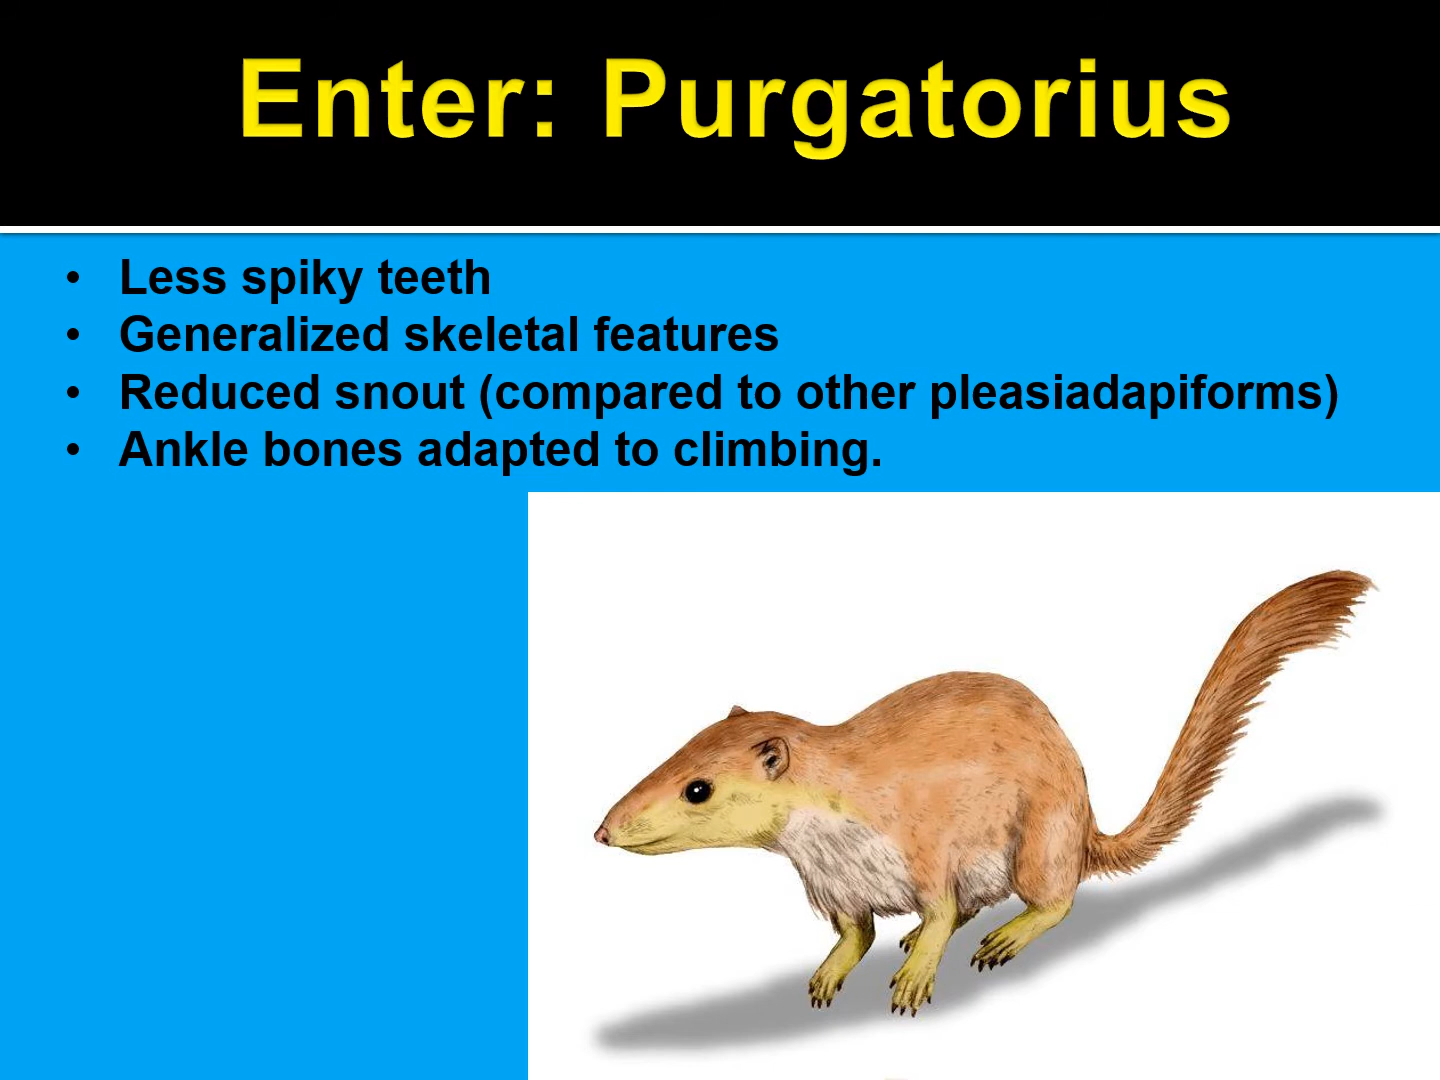 Enter: Purgatorius
• Less spiky teeth
• Generalized skeletal features
• Reduced snout (compared to other pleasiadapiforms)
• Ankle bones adapted to climbing.